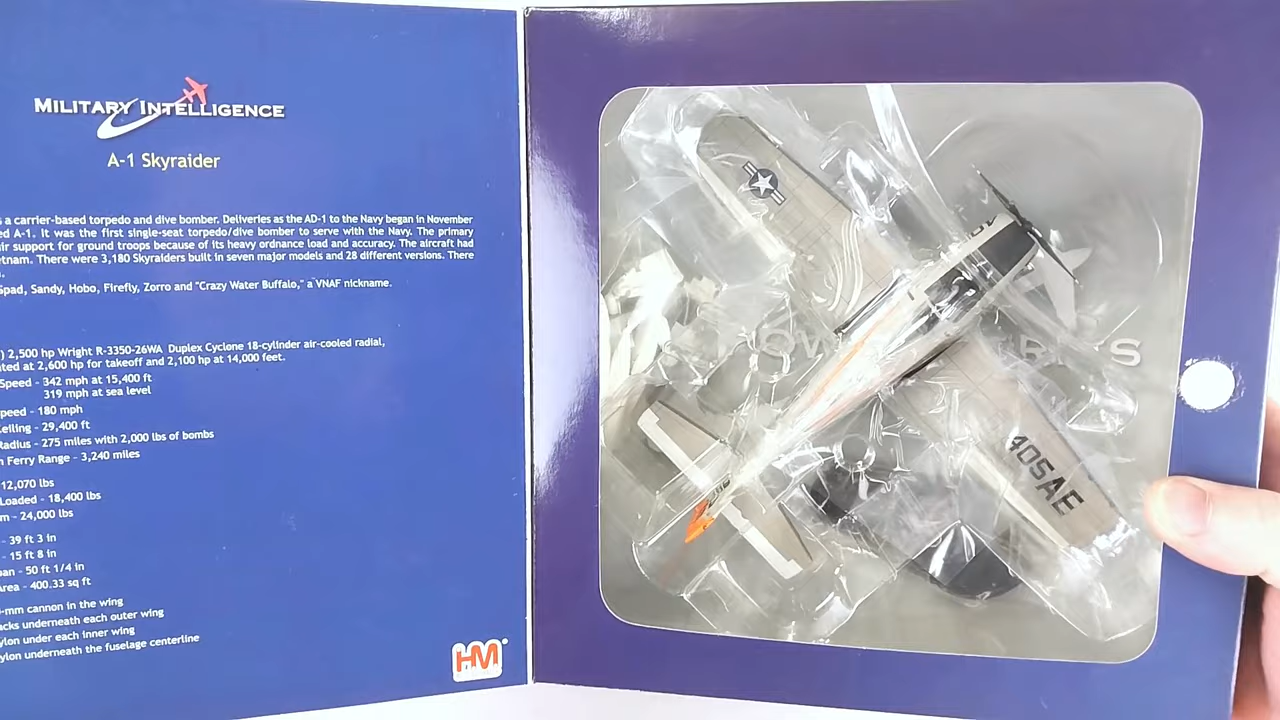 MILITARY INTELLIGENCE
A-1 Skyraider
s a carrier-based torpedo and dive bomber. Deliveries as the AD-1 to the Navy began in November
ed A-1. It was the first single-seat torpedo/dive bomber to serve with the Navy. The primary
air support for ground troops because of its heavy ordnance load and accuracy. The aircraft had
etnam. There were 3,180 Skyraiders built in seven major models and 28 different versions. There
Spad, Sandy, Hobo, Firefly, Zorro and "Crazy Water Buffalo," a VNAF nickname.
) 2,500 hp Wright R-3350-26WA Duplex Cyclone 18-cylinder air-cooled radial,
ated at 2,600 hp for takeoff and 2,100 hp at 14,000 feet.
Speed - 342 mph at 15,400 ft
319 mph at sea level
peed - 180 mph
Ceiling - 29,400 ft
Radius - 275 miles with 2,000 lbs of bombs
m Ferry Range - 3,240 miles
12,070 lbs
Loaded - 18,400 lbs
m - 24,000 lbs
- 39 ft 3 in
- 15 ft 8 in
pan - 50 ft 1/4 in
Area - 400.33 sq ft
-mm cannon in the wing
acks underneath each outer wing
ylon under each inner wing
ylon underneath the fuselage centerline
HM
405AE